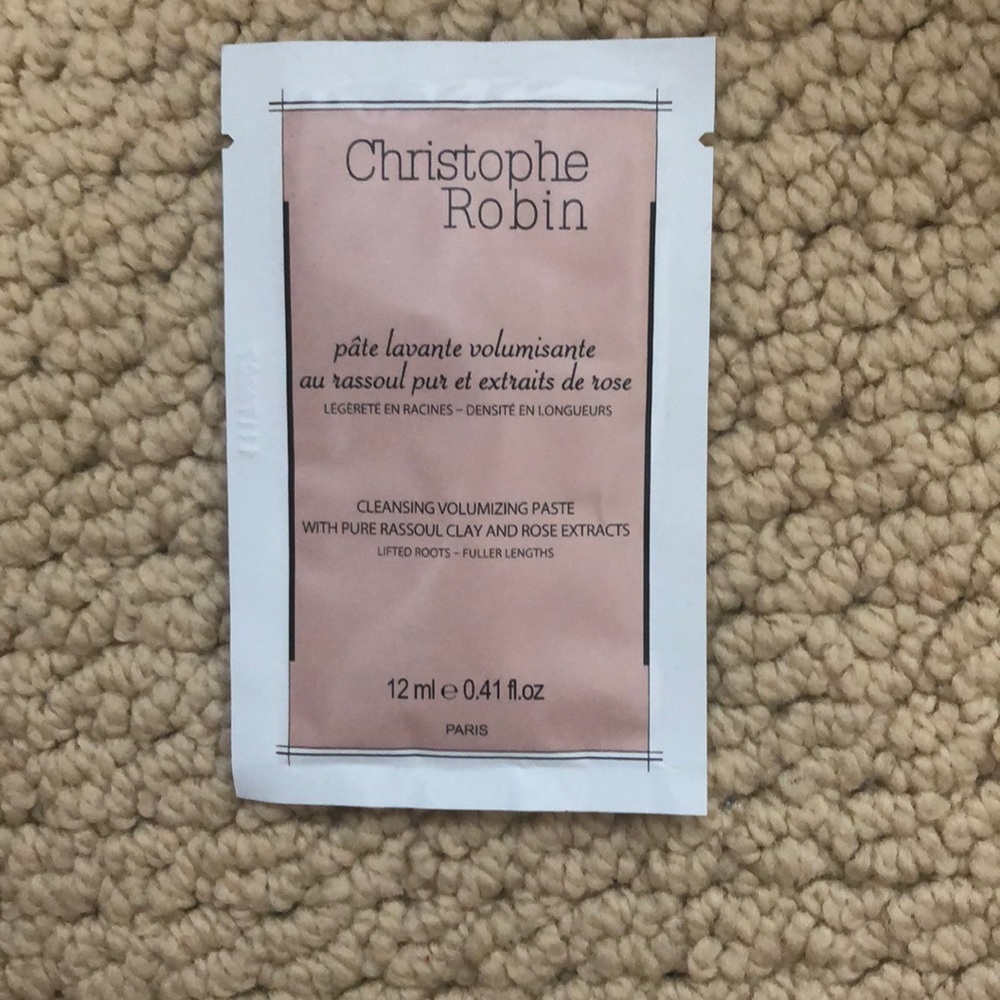 Christophe
Robin
pâte lavante volumisante
au rassoul pur et extraits de rose
LÉGÈRETÉ EN RACINES – DENSITÉ EN LONGUEURS
CLEANSING VOLUMIZING PASTE
WITH PURE RASSOUL CLAY AND ROSE EXTRACTS
LIFTED ROOTS – FULLER LENGTHS
12 ml ℮ 0.41 fl.oz
PARIS